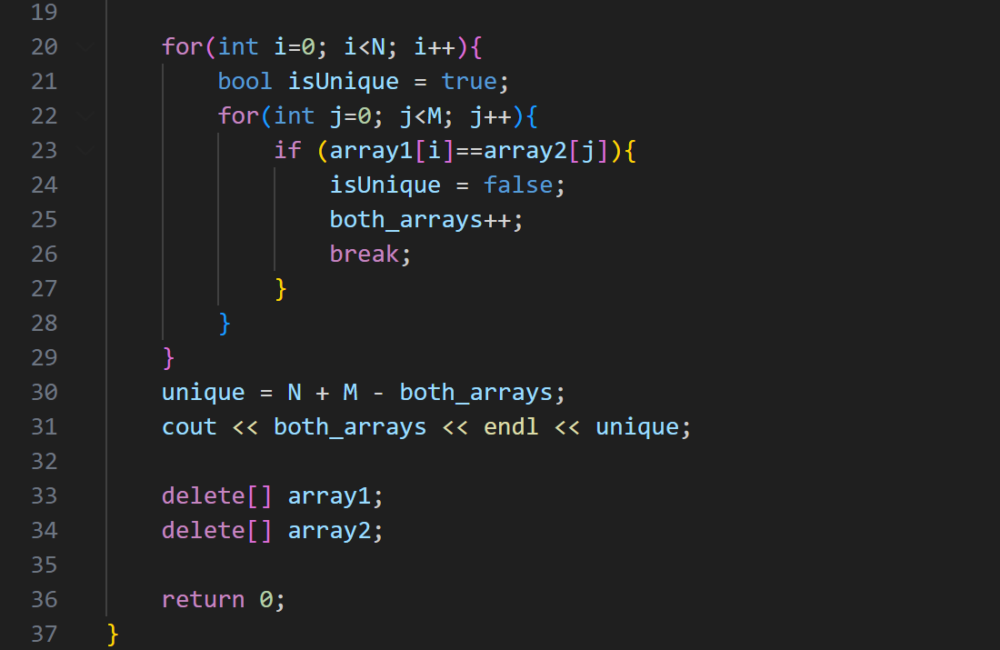 19
20 for(int i=0; i<N; i++){
21 bool isUnique = true;
22 for(int j=0; j<M; j++){
23 if (array1[i]==array2[j]){
24 isUnique = false;
25 both_arrays++;
26 break;
27 }
28 }
29 }
30 unique = N + M - both_arrays;
31 cout << both_arrays << endl << unique;
32
33 delete[] array1;
34 delete[] array2;
35
36 return 0;
37 }